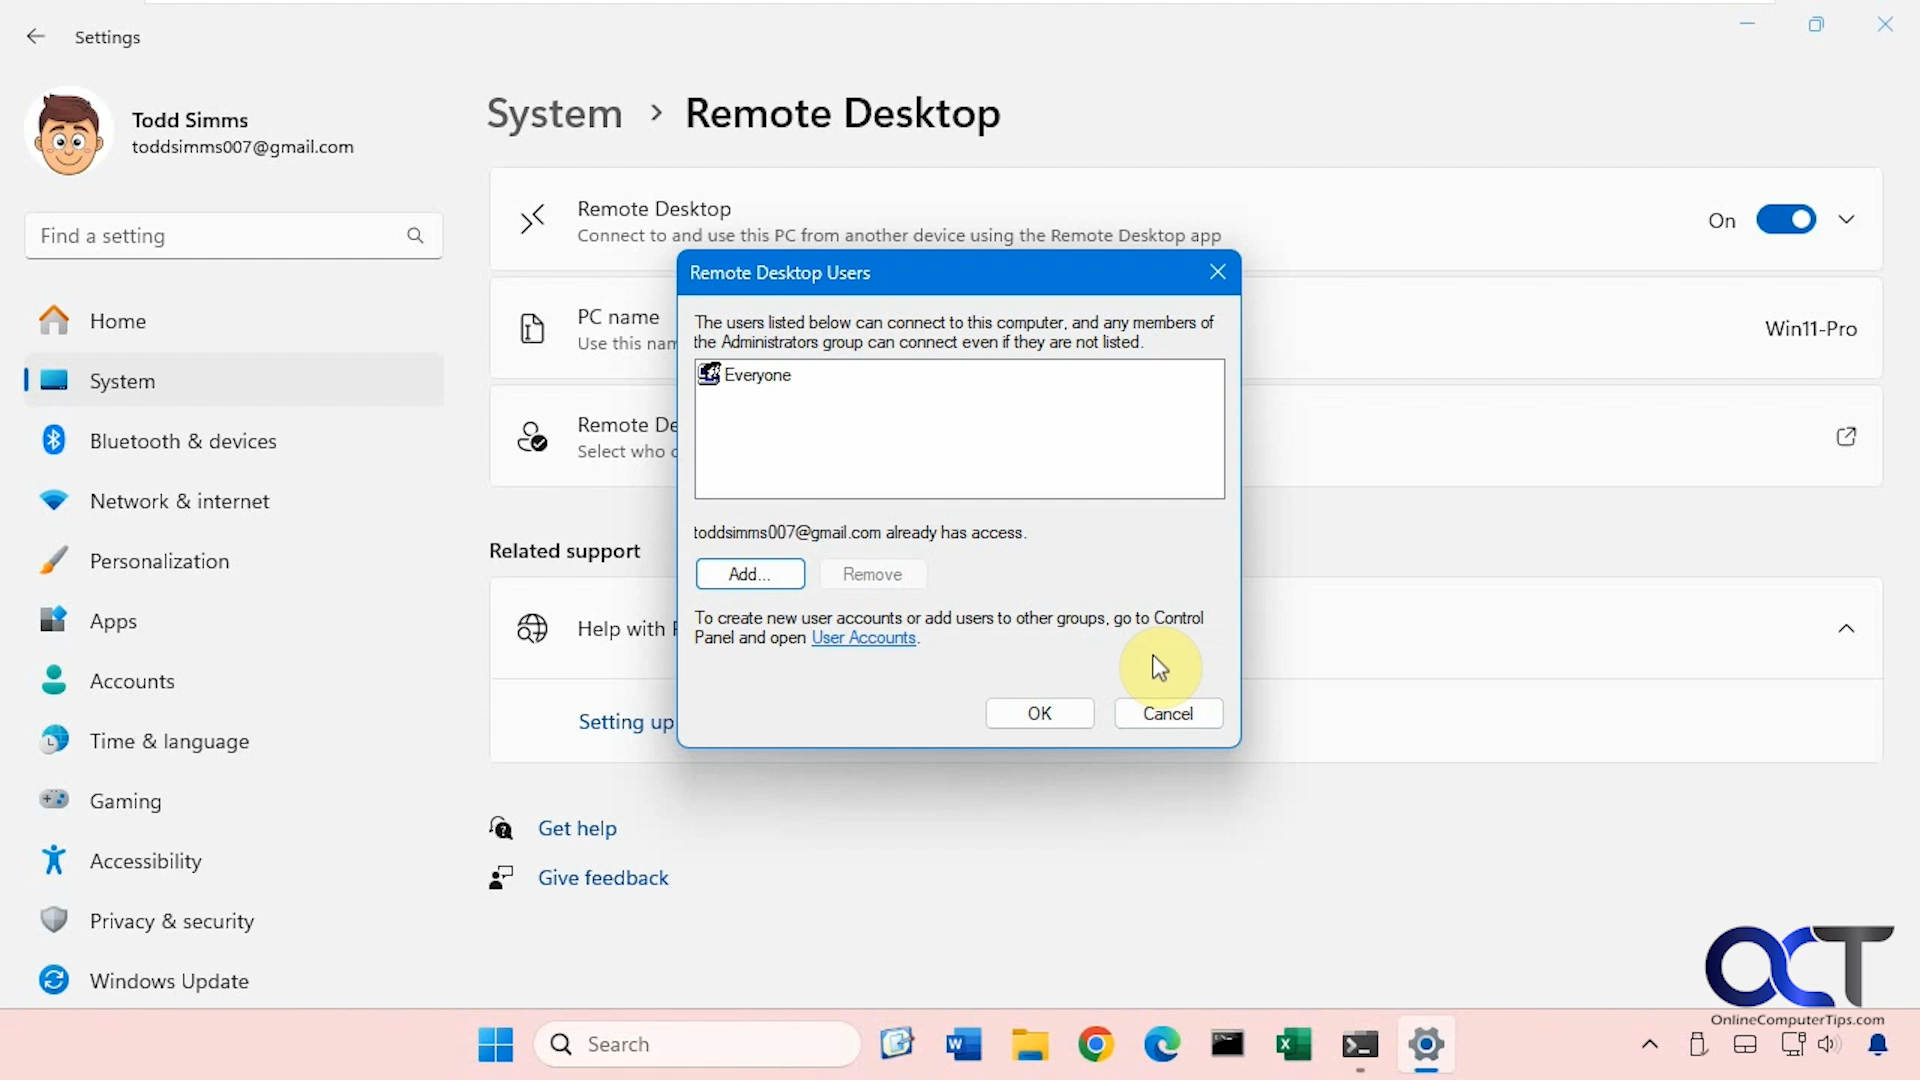 Settings
Todd Simms
toddsimms007@gmail.com
Find a setting
Home
System
Bluetooth & devices
Network & internet
Personalization
Apps
Accounts
Time & language
Gaming
Accessibility
Privacy & security
Windows Update
System › Remote Desktop
Remote Desktop
Connect to and use this PC from another device using the Remote Desktop app
On
PC name
Use this nam
Win11-Pro
Remote De
Select who c
Related support
Help with R
Setting up
Get help
Give feedback
Remote Desktop Users
The users listed below can connect to this computer, and any members of
the Administrators group can connect even if they are not listed.
Everyone
toddsimms007@gmail.com already has access.
Add...
Remove
To create new user accounts or add users to other groups, go to Control
Panel and open User Accounts.
OK
Cancel
OCT
OnlineComputerTips.com
Search